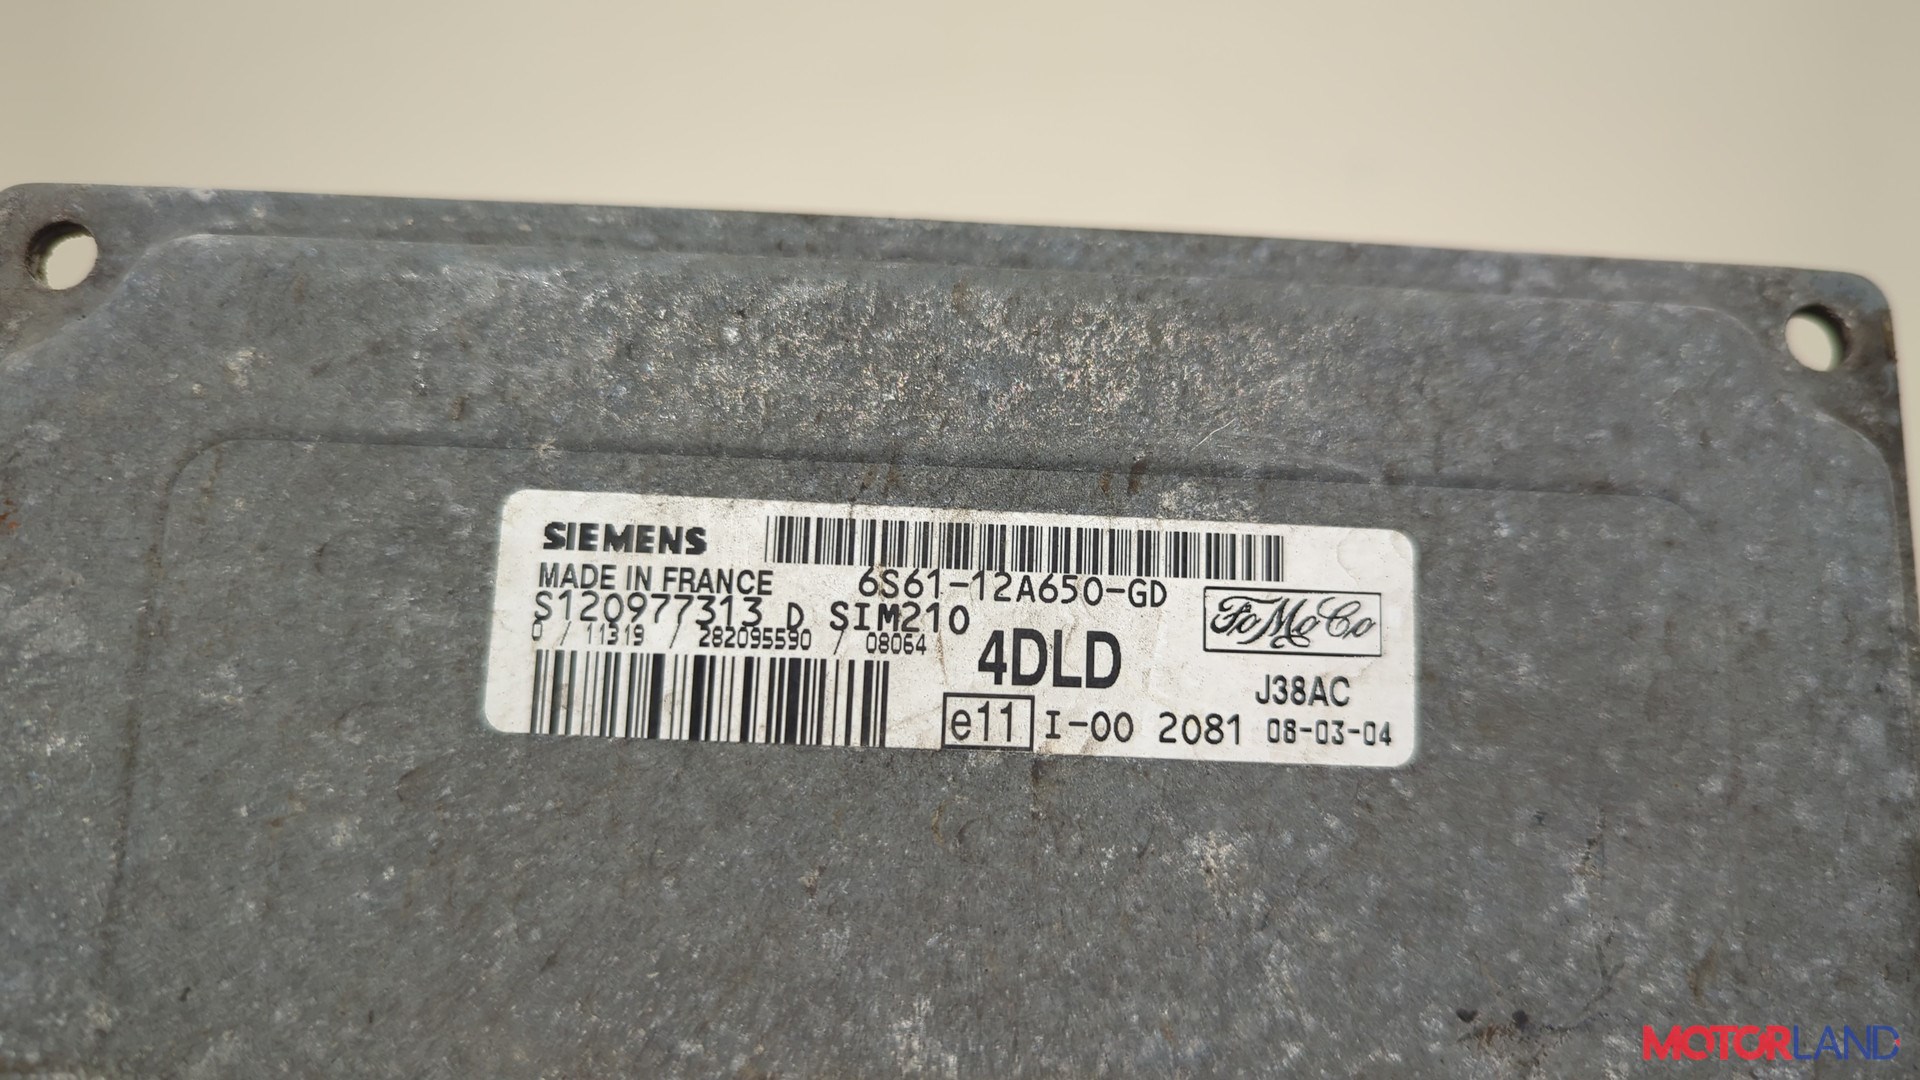 SIEMENS
MADE IN FRANCE 6S61-12A650-GD
S120977313 D SIM210
0 / 11319 / 282095590 / 08064
4DLD
FoMoCo
J38AC
e11 I-00 2081 08-03-04
MOTORLAND